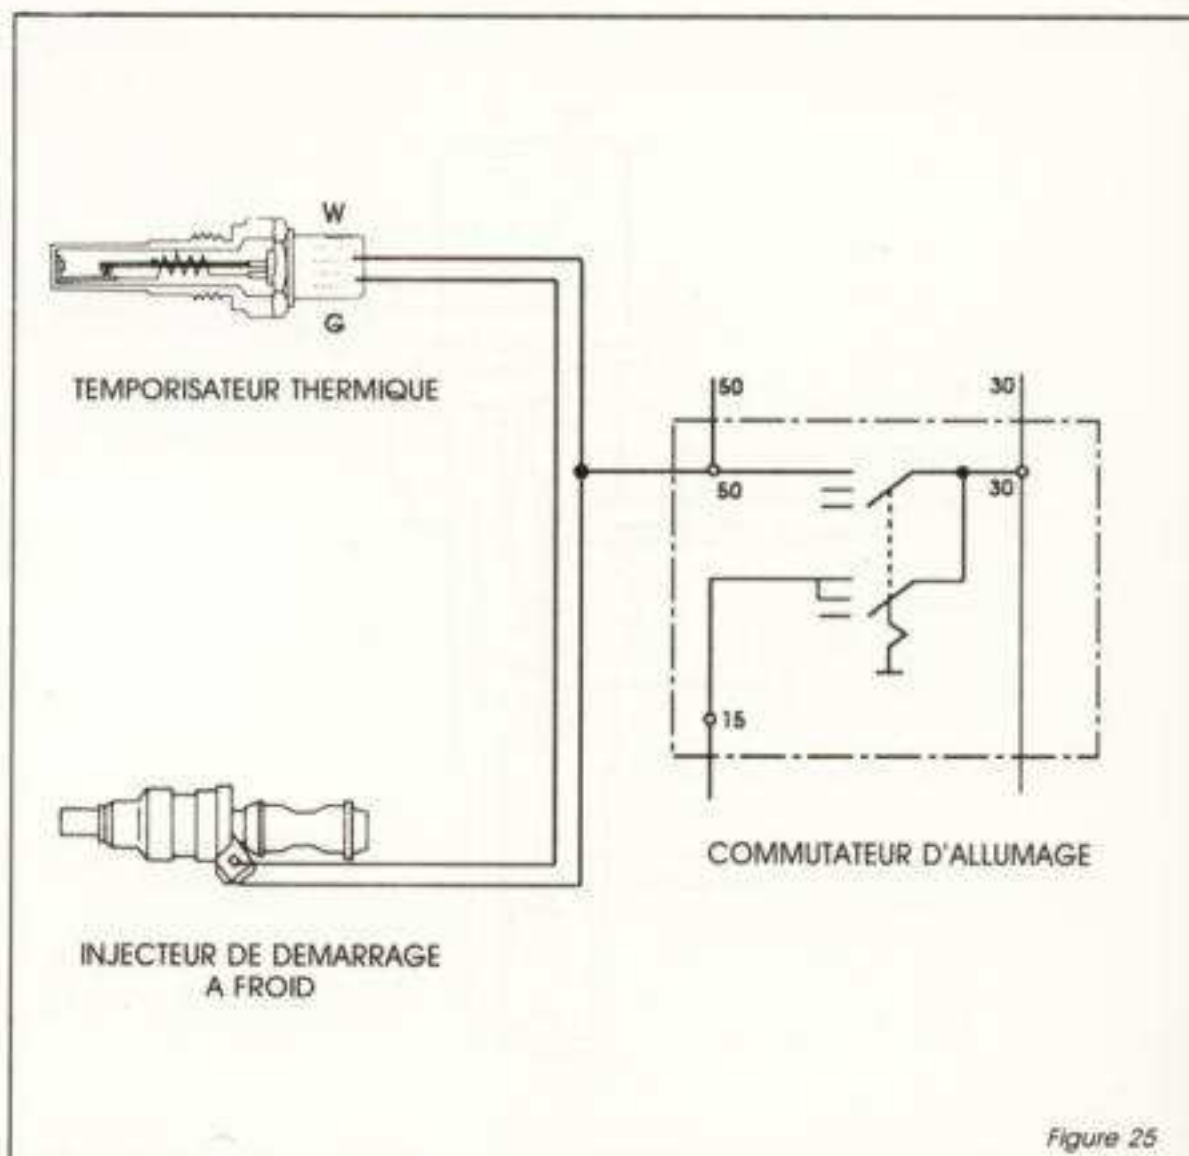 W
G
TEMPORISATEUR THERMIQUE
50
30
50
30
15
COMMUTATEUR D'ALLUMAGE
INJECTEUR DE DEMARRAGE
A FROID
Figure 25